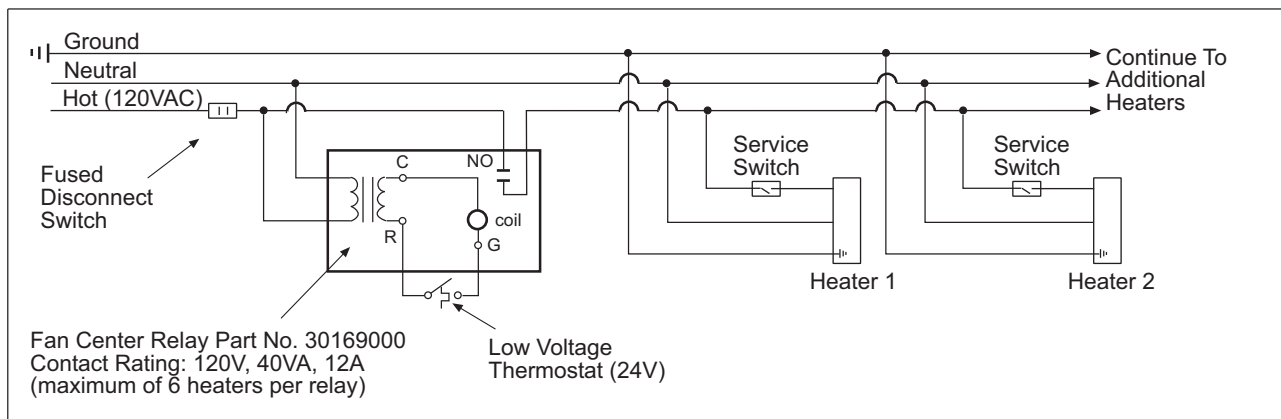 Ground
Neutral
Hot (120VAC)
Continue To
Additional
Heaters
Fused
Disconnect
Switch
C
NO
R
coil
G
Service
Switch
Service
Switch
Heater 1
Heater 2
Fan Center Relay Part No. 30169000
Contact Rating: 120V, 40VA, 12A
(maximum of 6 heaters per relay)
Low Voltage
Thermostat (24V)